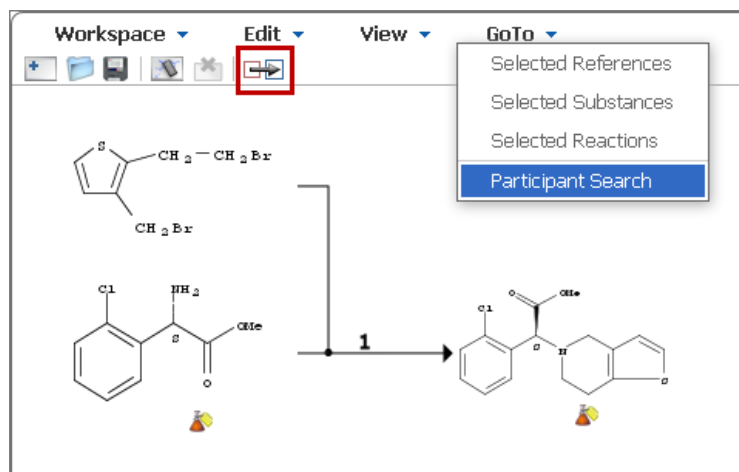 Workspace Edit View GoTo
Selected References
Selected Substances
Selected Reactions
Participant Search
S
CH2—CH2Br
CH2Br
Cl NH2
OMe
S
O
1
O OMe
Cl
S N
S